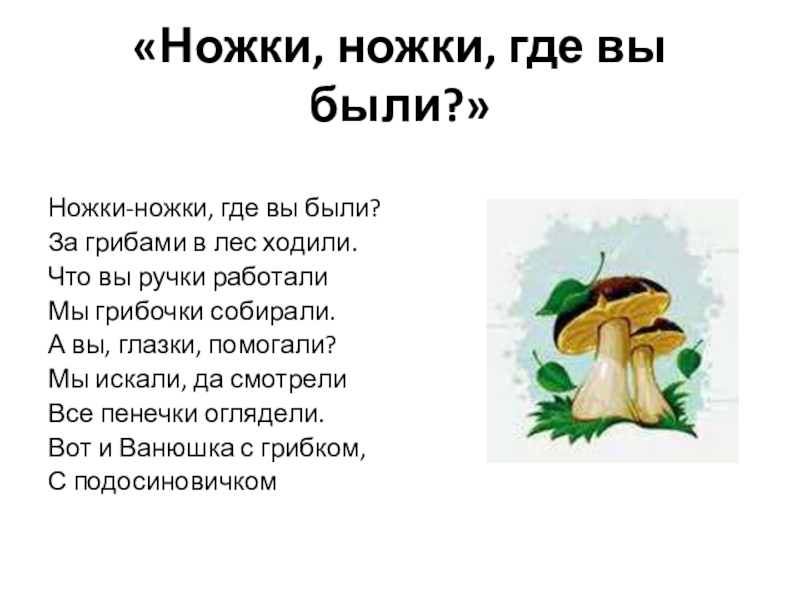 «Ножки, ножки, где вы
были?»
Ножки-ножки, где вы были?
За грибами в лес ходили.
Что вы ручки работали
Мы грибочки собирали.
А вы, глазки, помогали?
Мы искали, да смотрели
Все пенечки оглядели.
Вот и Ванюшка с грибком,
С подосиновичком